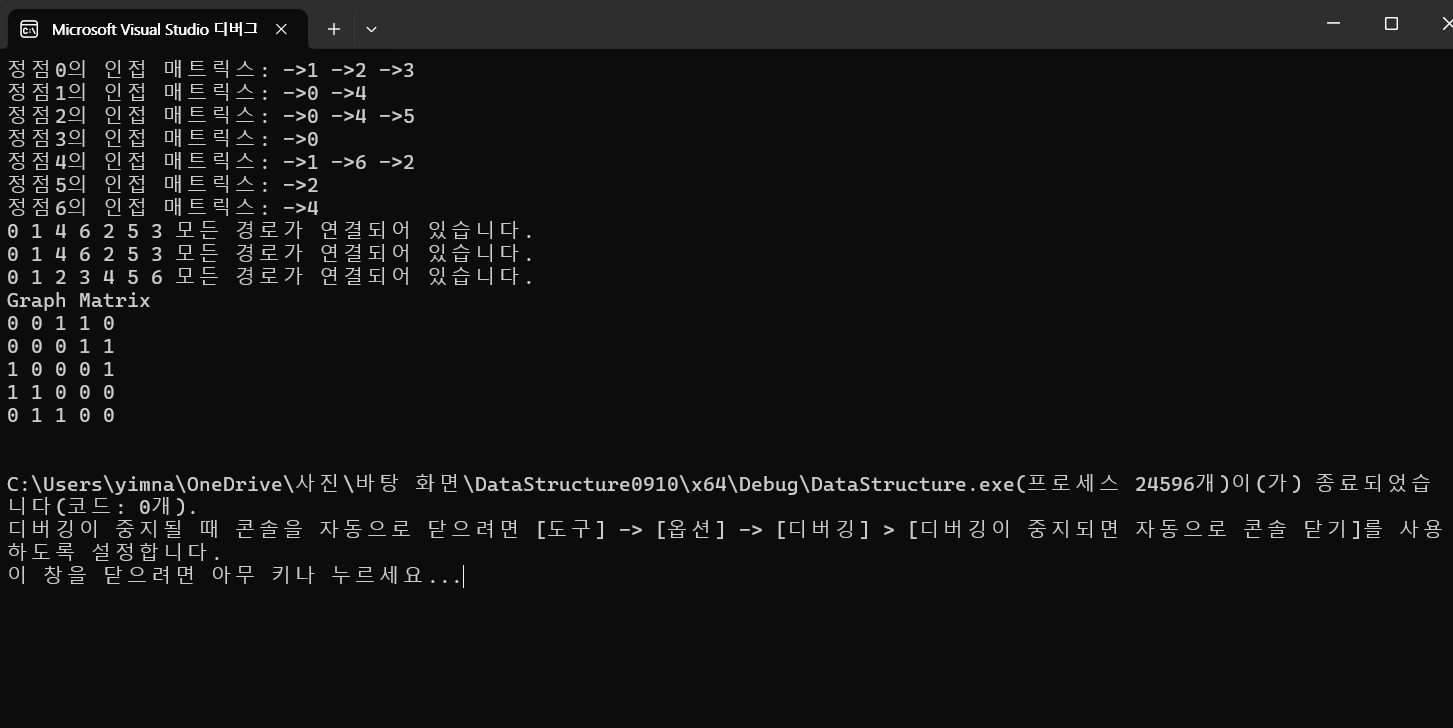 Microsoft Visual Studio 디버그
정점0의 인접 매트릭스: ->1 ->2 ->3
정점1의 인접 매트릭스: ->0 ->4
정점2의 인접 매트릭스: ->0 ->4 ->5
정점3의 인접 매트릭스: ->0
정점4의 인접 매트릭스: ->1 ->6 ->2
정점5의 인접 매트릭스: ->2
정점6의 인접 매트릭스: ->4
0 1 4 6 2 5 3 모든 경로가 연결되어 있습니다.
0 1 4 6 2 5 3 모든 경로가 연결되어 있습니다.
0 1 2 3 4 5 6 모든 경로가 연결되어 있습니다.
Graph Matrix
0 0 1 1 0
0 0 0 1 1
1 0 0 0 1
1 1 0 0 0
0 1 1 0 0
C:\Users\yimna\OneDrive\사진\바탕 화면\DataStructure0910\x64\Debug\DataStructure.exe(프로세스 24596개)이(가) 종료되었습
니다(코드: 0개).
디버깅이 중지될 때 콘솔을 자동으로 닫으려면 [도구] -> [옵션] -> [디버깅] > [디버깅이 중지되면 자동으로 콘솔 닫기]를 사용
하도록 설정합니다.
이 창을 닫으려면 아무 키나 누르세요...